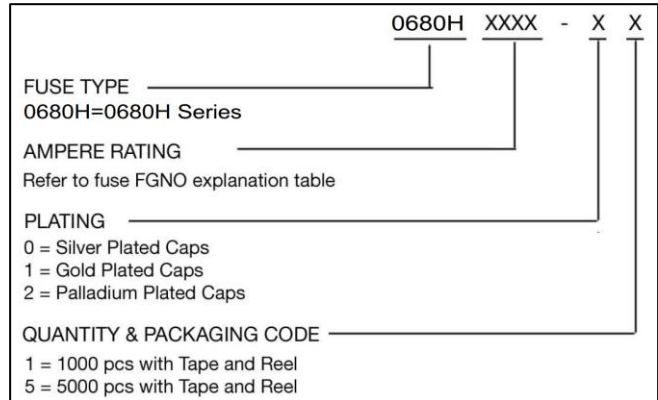 0680H XXXX - X X
FUSE TYPE
0680H=0680H Series
AMPERE RATING
Refer to fuse FGNO explanation table
PLATING
0 = Silver Plated Caps
1 = Gold Plated Caps
2 = Palladium Plated Caps
QUANTITY & PACKAGING CODE
1 = 1000 pcs with Tape and Reel
5 = 5000 pcs with Tape and Reel